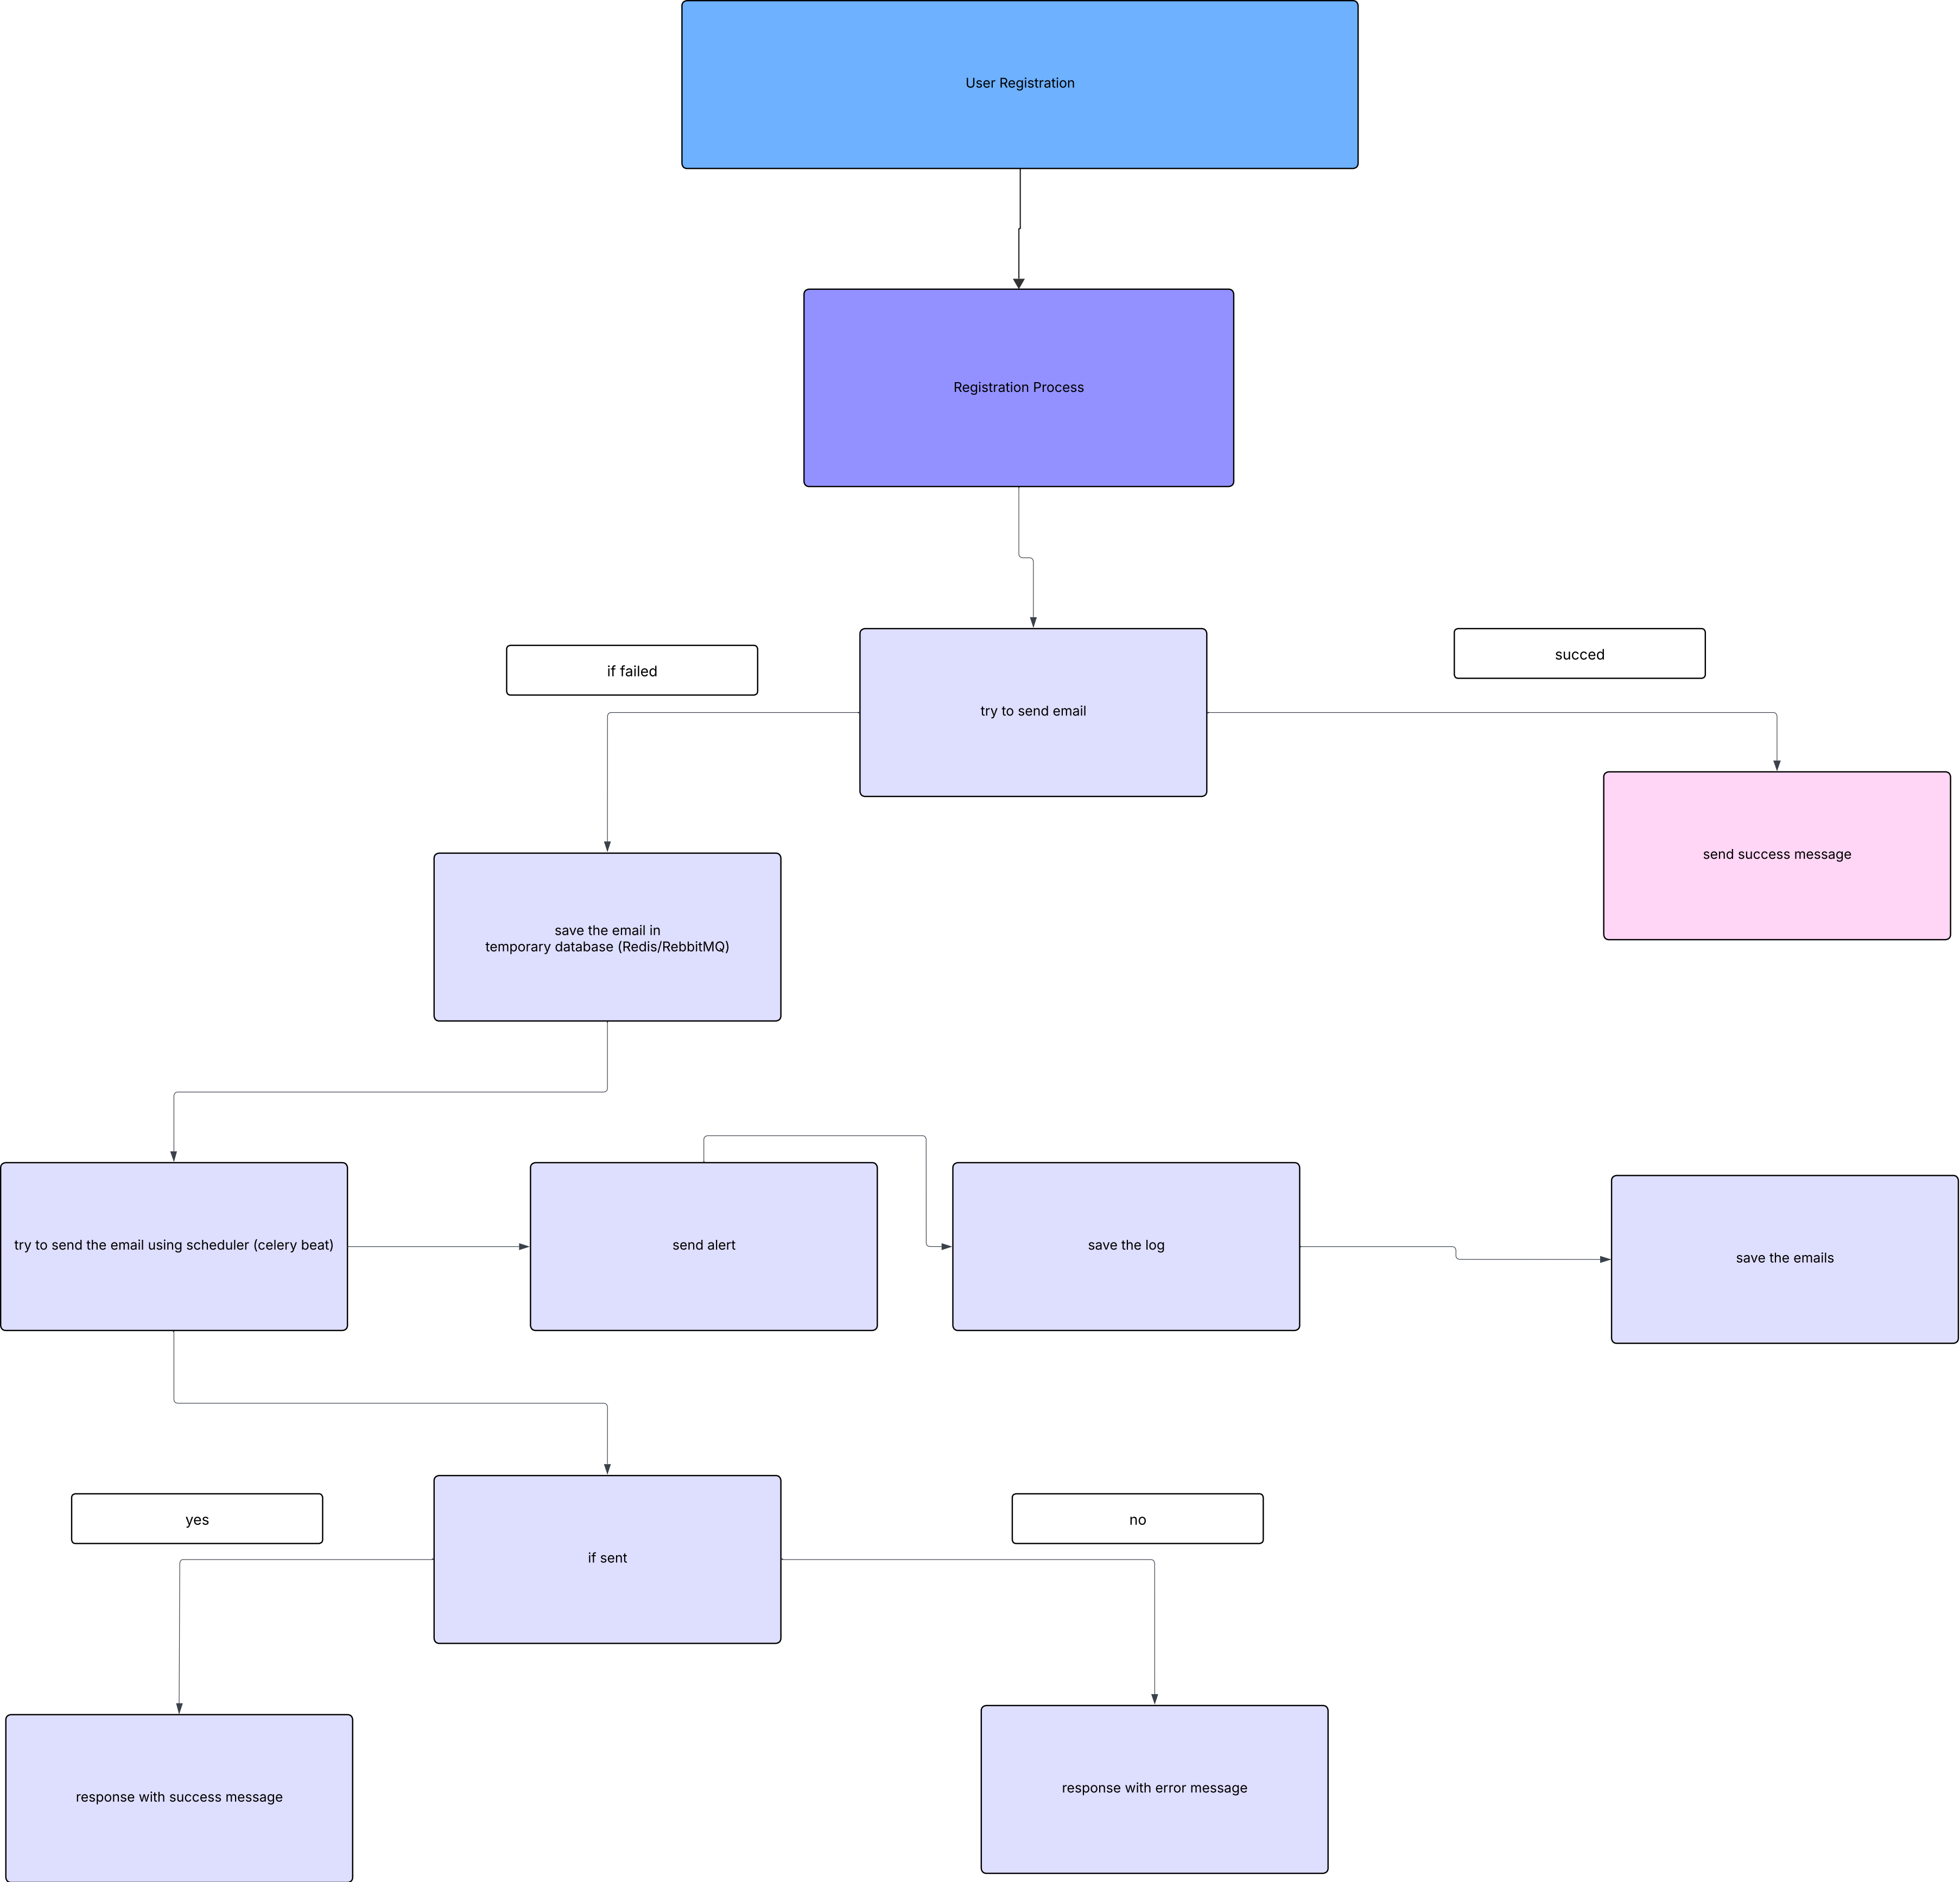 User Registration
Registration Process
if failed
succed
try to send email
send success message
save the email in
temporary database (Redis/RebbitMQ)
try to send the email using scheduler (celery beat)
send alert
save the log
save the emails
yes
no
if sent
response with success message
response with error message